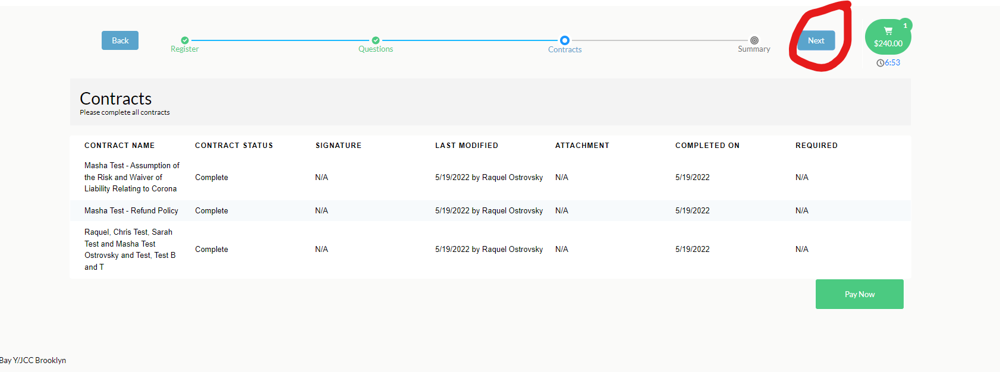 Back
Register
Questions
Contracts
Summary
Next
1
$240.00
6:53
Contracts
Please complete all contracts
CONTRACT NAME CONTRACT STATUS SIGNATURE LAST MODIFIED ATTACHMENT COMPLETED ON REQUIRED
Masha Test - Assumption of
the Risk and Waiver of
Liability Relating to Corona
Complete N/A 5/19/2022 by Raquel Ostrovsky N/A 5/19/2022 N/A
Masha Test - Refund Policy Complete N/A 5/19/2022 by Raquel Ostrovsky N/A 5/19/2022 N/A
Raquel, Chris Test, Sarah
Test and Masha Test
Ostrovsky and Test, Test B
and T
Complete N/A 5/19/2022 by Raquel Ostrovsky N/A 5/19/2022 N/A
Pay Now
Bay Y/JCC Brooklyn